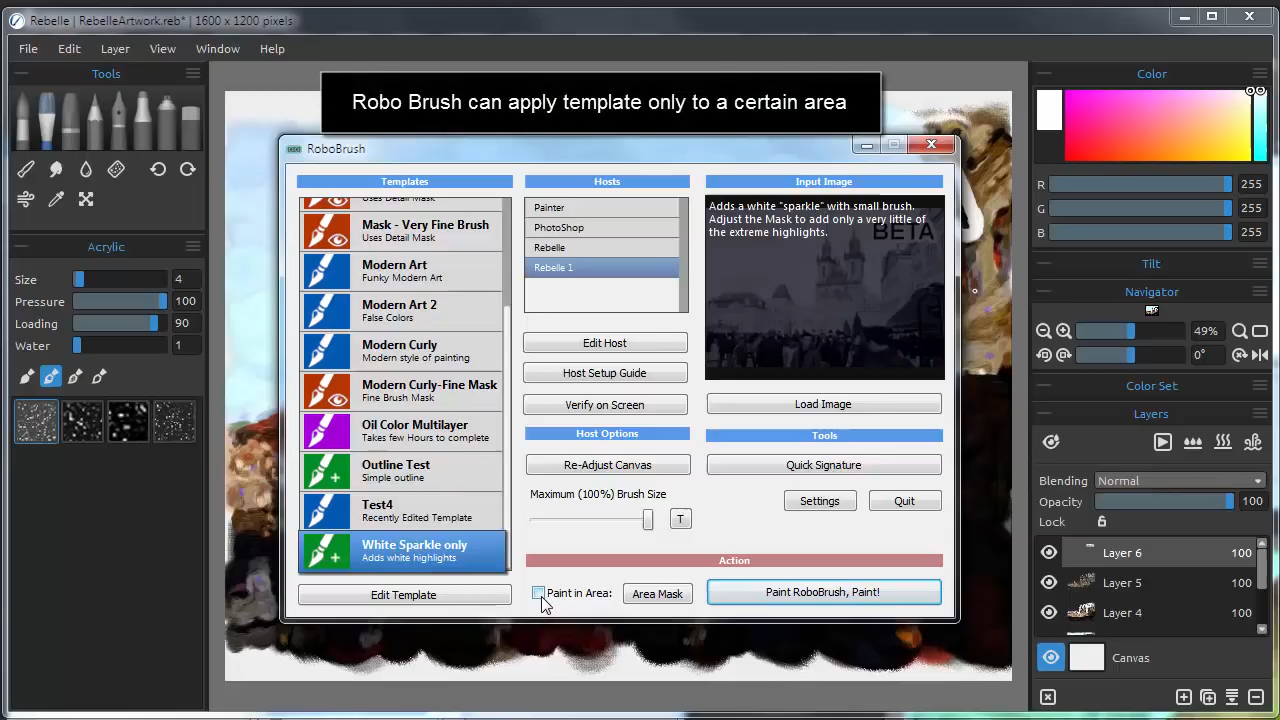 Rebelle | RebelleArtwork.reb* | 1600 x 1200 pixels
File Edit Layer View Window Help
Robo Brush can apply template only to a certain area
Tools
Acrylic
Size 4
Pressure 100
Loading 90
Water 1
RoboBrush
Templates
Uses Detail Mask
Mask - Very Fine Brush
Uses Detail Mask
Modern Art
Funky Modern Art
Modern Art 2
False Colors
Modern Curly
Modern style of painting
Modern Curly-Fine Mask
Fine Brush Mask
Oil Color Multilayer
Takes few Hours to complete
Outline Test
Simple outline
Test4
Recently Edited Template
White Sparkle only
Adds white highlights
Edit Template
Hosts
Painter
PhotoShop
Rebelle
Rebelle 1
Edit Host
Host Setup Guide
Verify on Screen
Host Options
Re-Adjust Canvas
Maximum (100%) Brush Size
T
Input Image
Adds a white "sparkle" with small brush.
Adjust the Mask to add only a very little of
the extreme highlights.
BETA
Load Image
Tools
Quick Signature
Settings Quit
Action
Paint in Area: Area Mask Paint RoboBrush, Paint!
Color
R 255
G 255
B 255
Tilt
Navigator
49%
0°
Color Set
Layers
Blending Normal
Opacity 100
Lock
Layer 6 100
Layer 5 100
Layer 4 100
Canvas